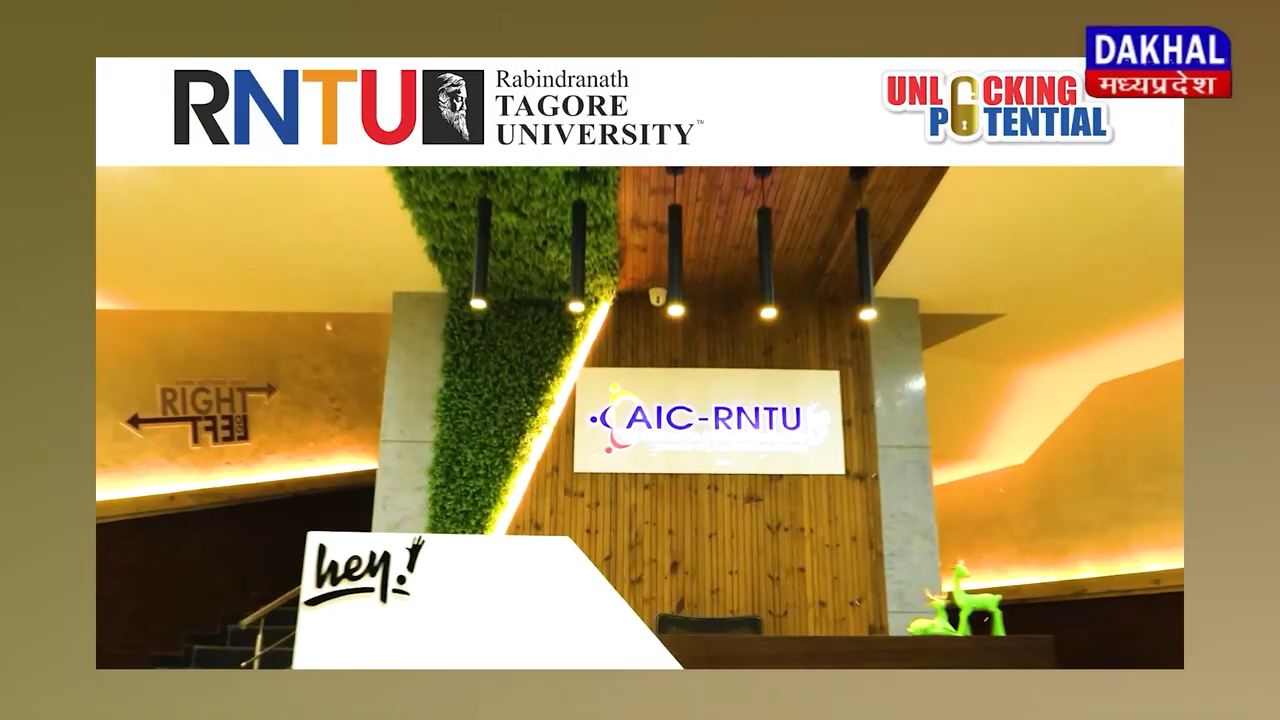 RNTU
Rabindranath
TAGORE
UNIVERSITY™
UNLOCKING
POTENTIAL
DAKHAL
मध्यप्रदेश
RIGHT
LEFT
AIC-RNTU
hey!